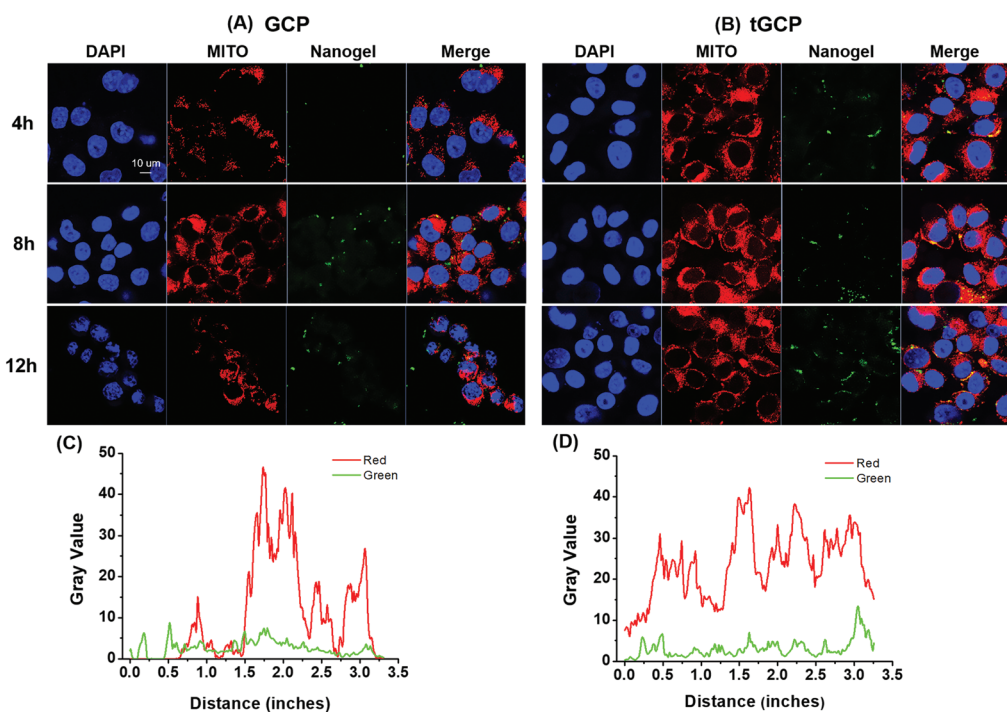 (A) GCP
(B) tGCP
DAPI MITO Nanogel Merge
DAPI MITO Nanogel Merge
4h
10 um
8h
12h
(C)
50
40
30
20
10
0
Gray Value
0.0 0.5 1.0 1.5 2.0 2.5 3.0 3.5
Distance (inches)
Red
Green
(D)
50
40
30
20
10
0
Gray Value
0.0 0.5 1.0 1.5 2.0 2.5 3.0 3.5
Distance (inches)
Red
Green